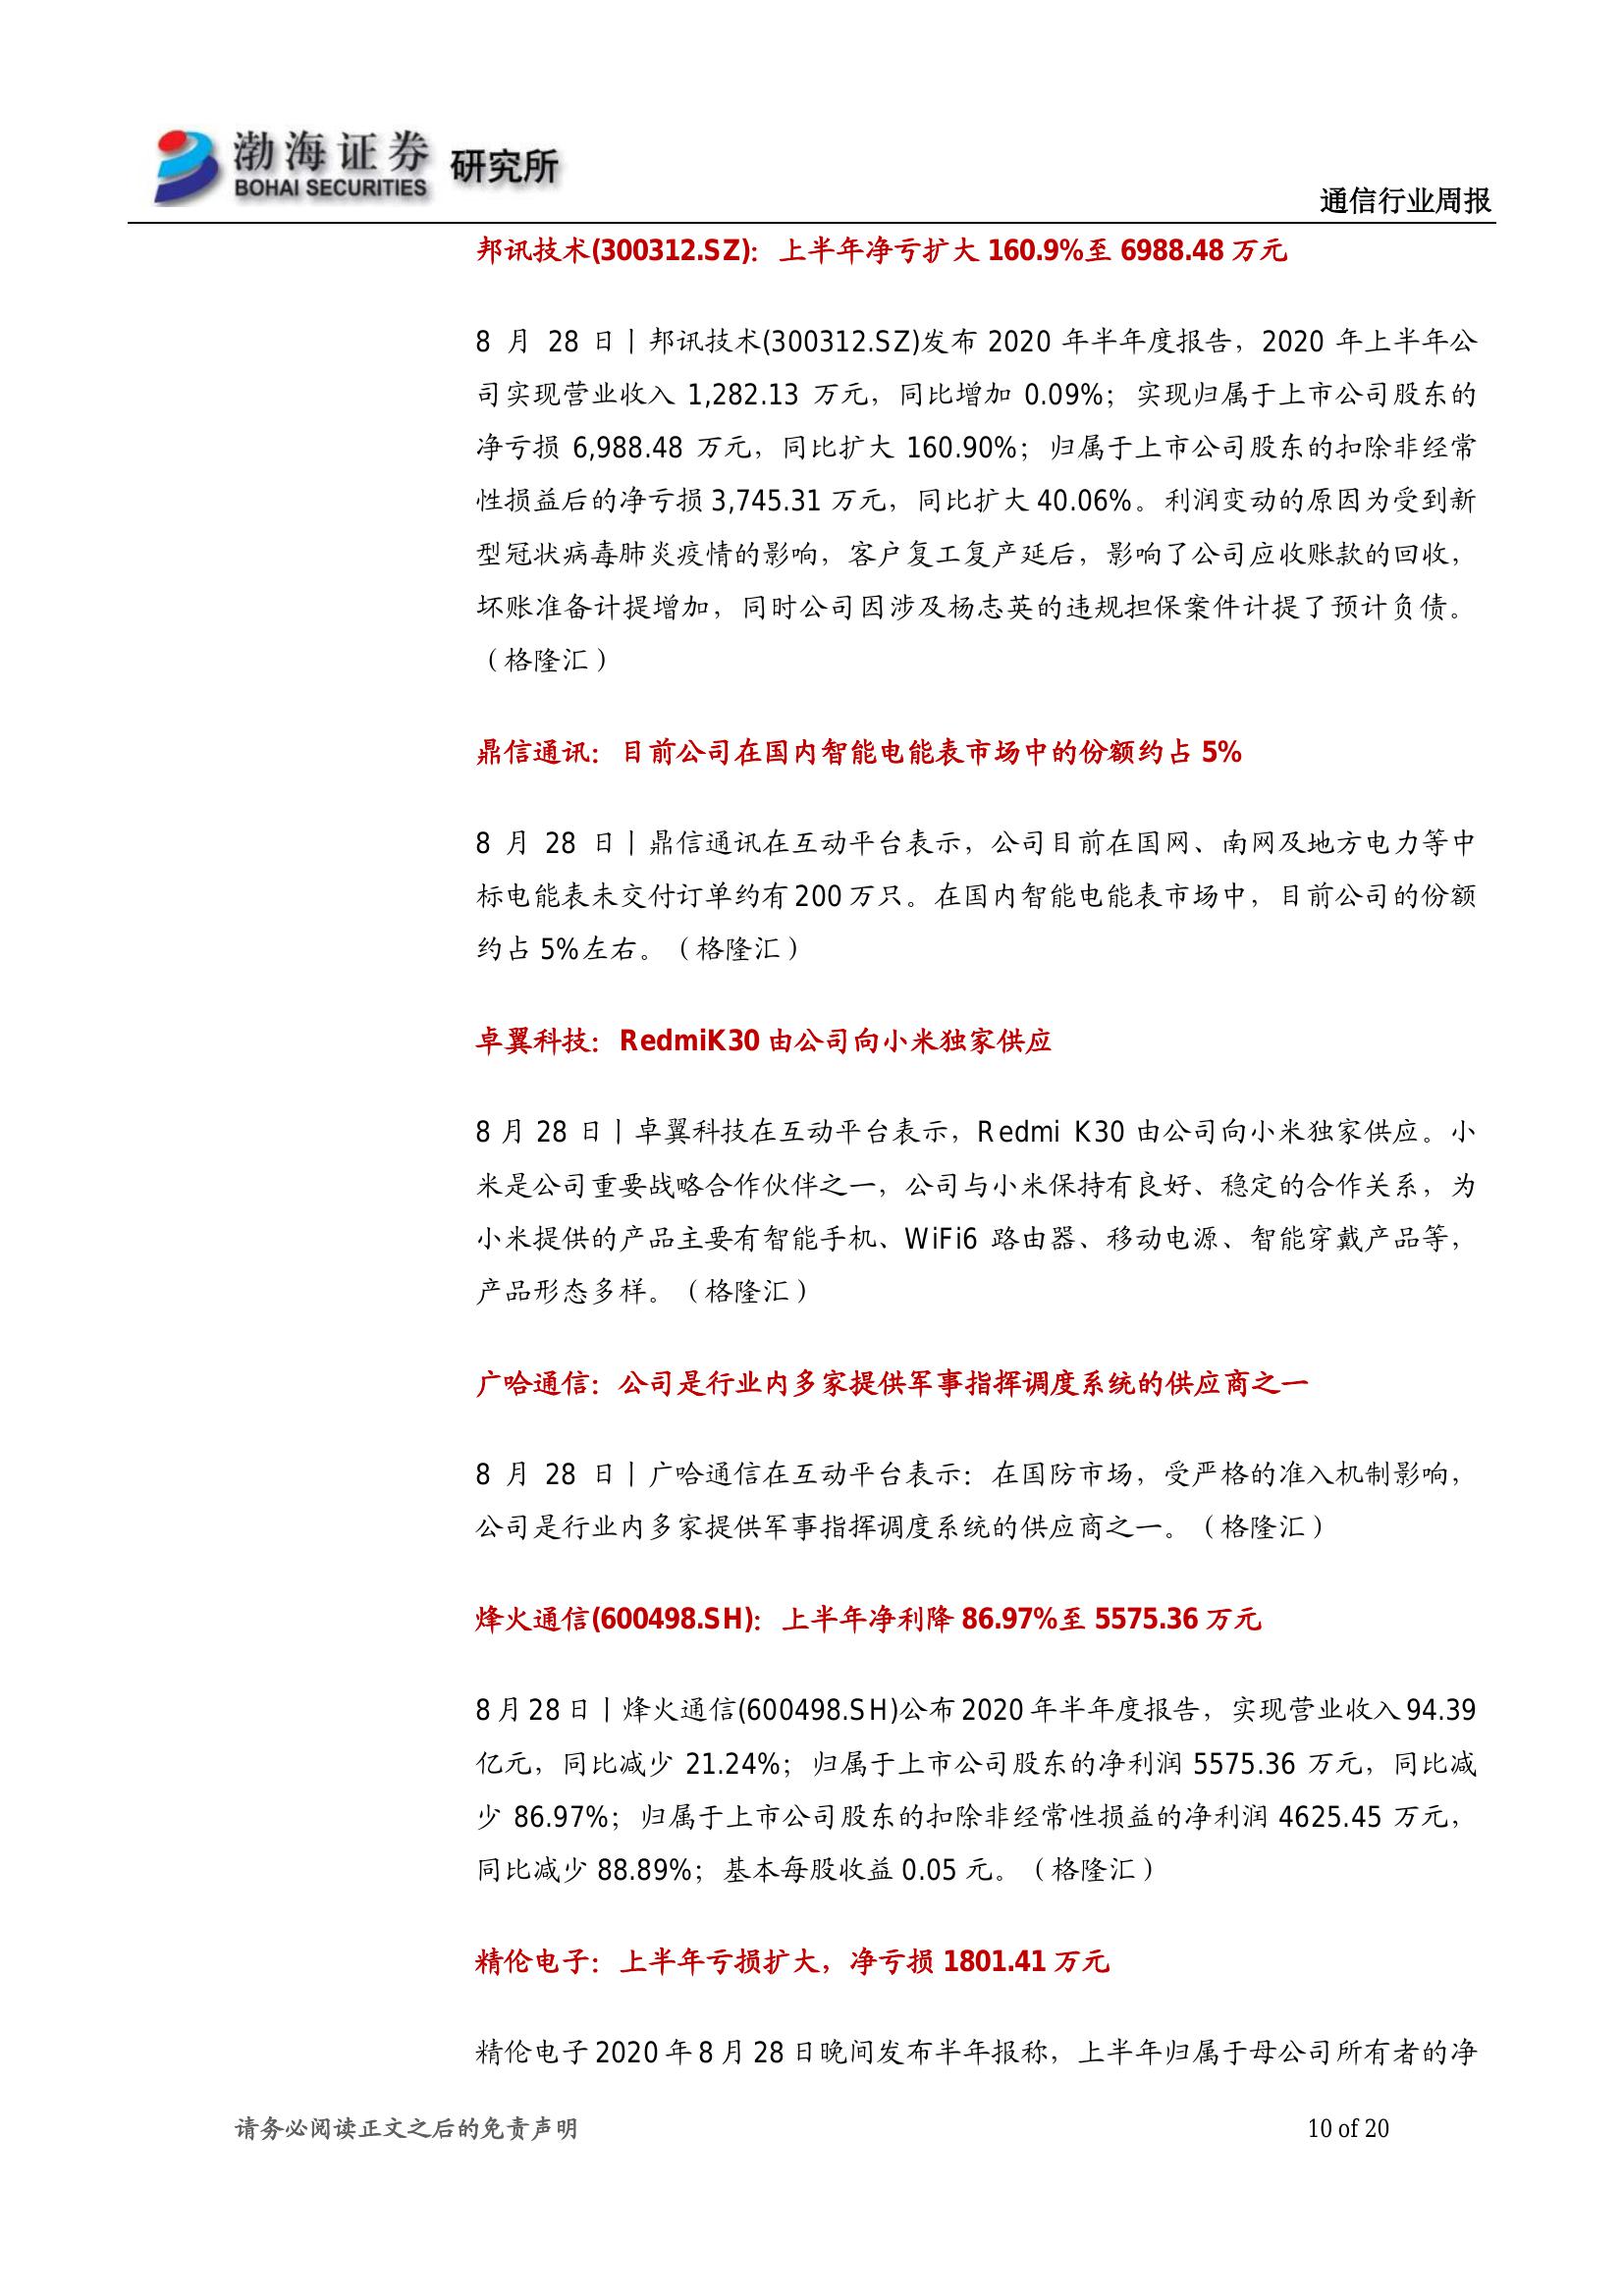 渤海证券 研究所
BOHAI SECURITIES
通信行业周报
邦讯技术(300312.SZ)：上半年净亏扩大 160.9%至 6988.48 万元
8 月 28 日丨邦讯技术(300312.SZ)发布 2020 年半年度报告，2020 年上半年公
司实现营业收入 1,282.13 万元，同比增加 0.09%；实现归属于上市公司股东的
净亏损 6,988.48 万元，同比扩大 160.90%；归属于上市公司股东的扣除非经常
性损益后的净亏损 3,745.31 万元，同比扩大 40.06%。利润变动的原因为受到新
型冠状病毒肺炎疫情的影响，客户复工复产延后，影响了公司应收账款的回收，
坏账准备计提增加，同时公司因涉及杨志英的违规担保案件计提了预计负债。
（格隆汇）
鼎信通讯：目前公司在国内智能电能表市场中的份额约占 5%
8 月 28 日丨鼎信通讯在互动平台表示，公司目前在国网、南网及地方电力等中
标电能表未交付订单约有 200 万只。在国内智能电能表市场中，目前公司的份额
约占 5%左右。（格隆汇）
卓翼科技：RedmiK30 由公司向小米独家供应
8 月 28 日丨卓翼科技在互动平台表示，Redmi K30 由公司向小米独家供应。小
米是公司重要战略合作伙伴之一，公司与小米保持有良好、稳定的合作关系，为
小米提供的产品主要有智能手机、WiFi6 路由器、移动电源、智能穿戴产品等，
产品形态多样。（格隆汇）
广哈通信：公司是行业内多家提供军事指挥调度系统的供应商之一
8 月 28 日丨广哈通信在互动平台表示：在国防市场，受严格的准入机制影响，
公司是行业内多家提供军事指挥调度系统的供应商之一。（格隆汇）
烽火通信(600498.SH)：上半年净利降 86.97%至 5575.36 万元
8 月 28 日丨烽火通信(600498.SH)公布 2020 年半年度报告，实现营业收入 94.39
亿元，同比减少 21.24%；归属于上市公司股东的净利润 5575.36 万元，同比减
少 86.97%；归属于上市公司股东的扣除非经常性损益的净利润 4625.45 万元，
同比减少 88.89%；基本每股收益 0.05 元。（格隆汇）
精伦电子：上半年亏损扩大，净亏损 1801.41 万元
精伦电子 2020 年 8 月 28 日晚间发布半年报称，上半年归属于母公司所有者的净
请务必阅读正文之后的免责声明
10 of 20